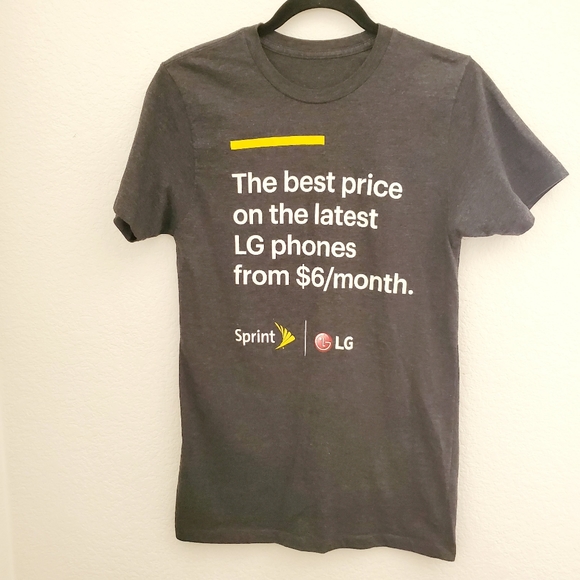 The best price
on the latest
LG phones
from $6/month.
Sprint LG